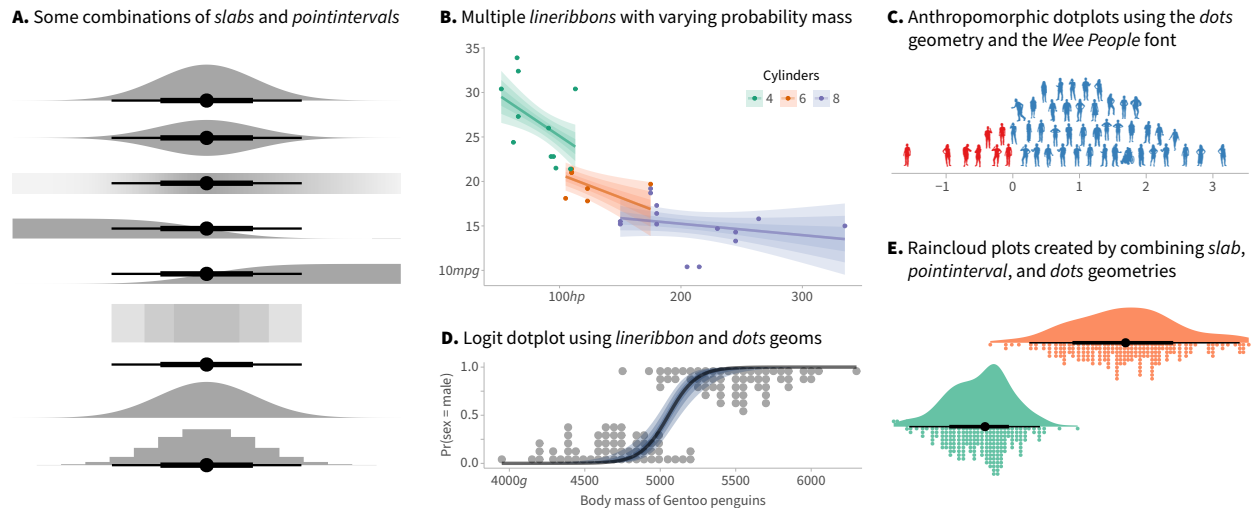 A. Some combinations of slabs and pointintervals
B. Multiple lineribbons with varying probability mass
35
30
25
20
15
10mpg
100hp
200
300
Cylinders
4
6
8
C. Anthropomorphic dotplots using the dots
geometry and the Wee People font
−1
0
1
2
3
D. Logit dotplot using lineribbon and dots geoms
Pr(sex = male)
1.0
0.5
0.0
4000g
4500
5000
5500
6000
Body mass of Gentoo penguins
E. Raincloud plots created by combining slab,
pointinterval, and dots geometries